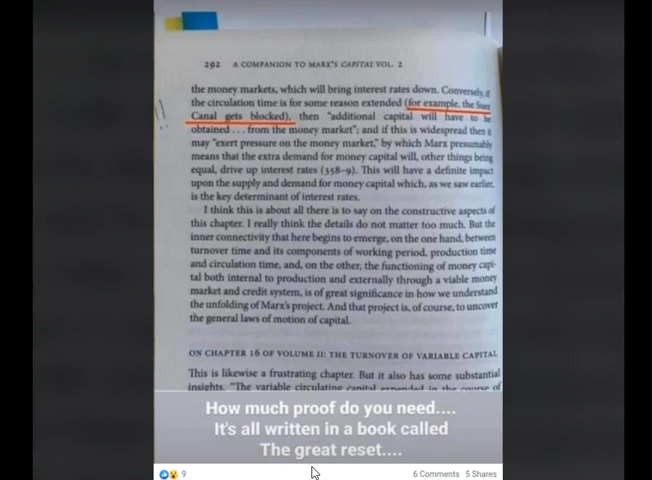 292 A COMPANION TO MARX'S CAPITAL VOL. 2
the money markets, which will bring interest rates down. Conversely, if
the circulation time is for some reason extended (for example, the Suez
Canal gets blocked), then "additional capital will have to be
obtained . . . from the money market"; and if this is widespread then it
may "exert pressure on the money market," by which Marx presumably
means that the extra demand for money capital will, other things being
equal, drive up interest rates (358–9). This will have a definite impact
upon the supply and demand for money capital which, as we saw earlier,
is the key determinant of interest rates.
I think this is about all there is to say on the constructive aspects of
this chapter. I really think the details do not matter too much. But the
inner connectivity that here begins to emerge, on the one hand, between
turnover time and its components of working period, production time
and circulation time, and, on the other, the functioning of money capi-
tal both internal to production and externally through a viable money
market and credit system, is of great significance in how we understand
the unfolding of Marx's project. And that project is, of course, to uncover
the general laws of motion of capital.
ON CHAPTER 16 OF VOLUME II: THE TURNOVER OF VARIABLE CAPITAL
This is likewise a frustrating chapter. But it also has some substantial
insights. "The variable circulating capital expended in the course of
How much proof do you need....
It's all written in a book called
The great reset....
9 6 Comments 5 Shares